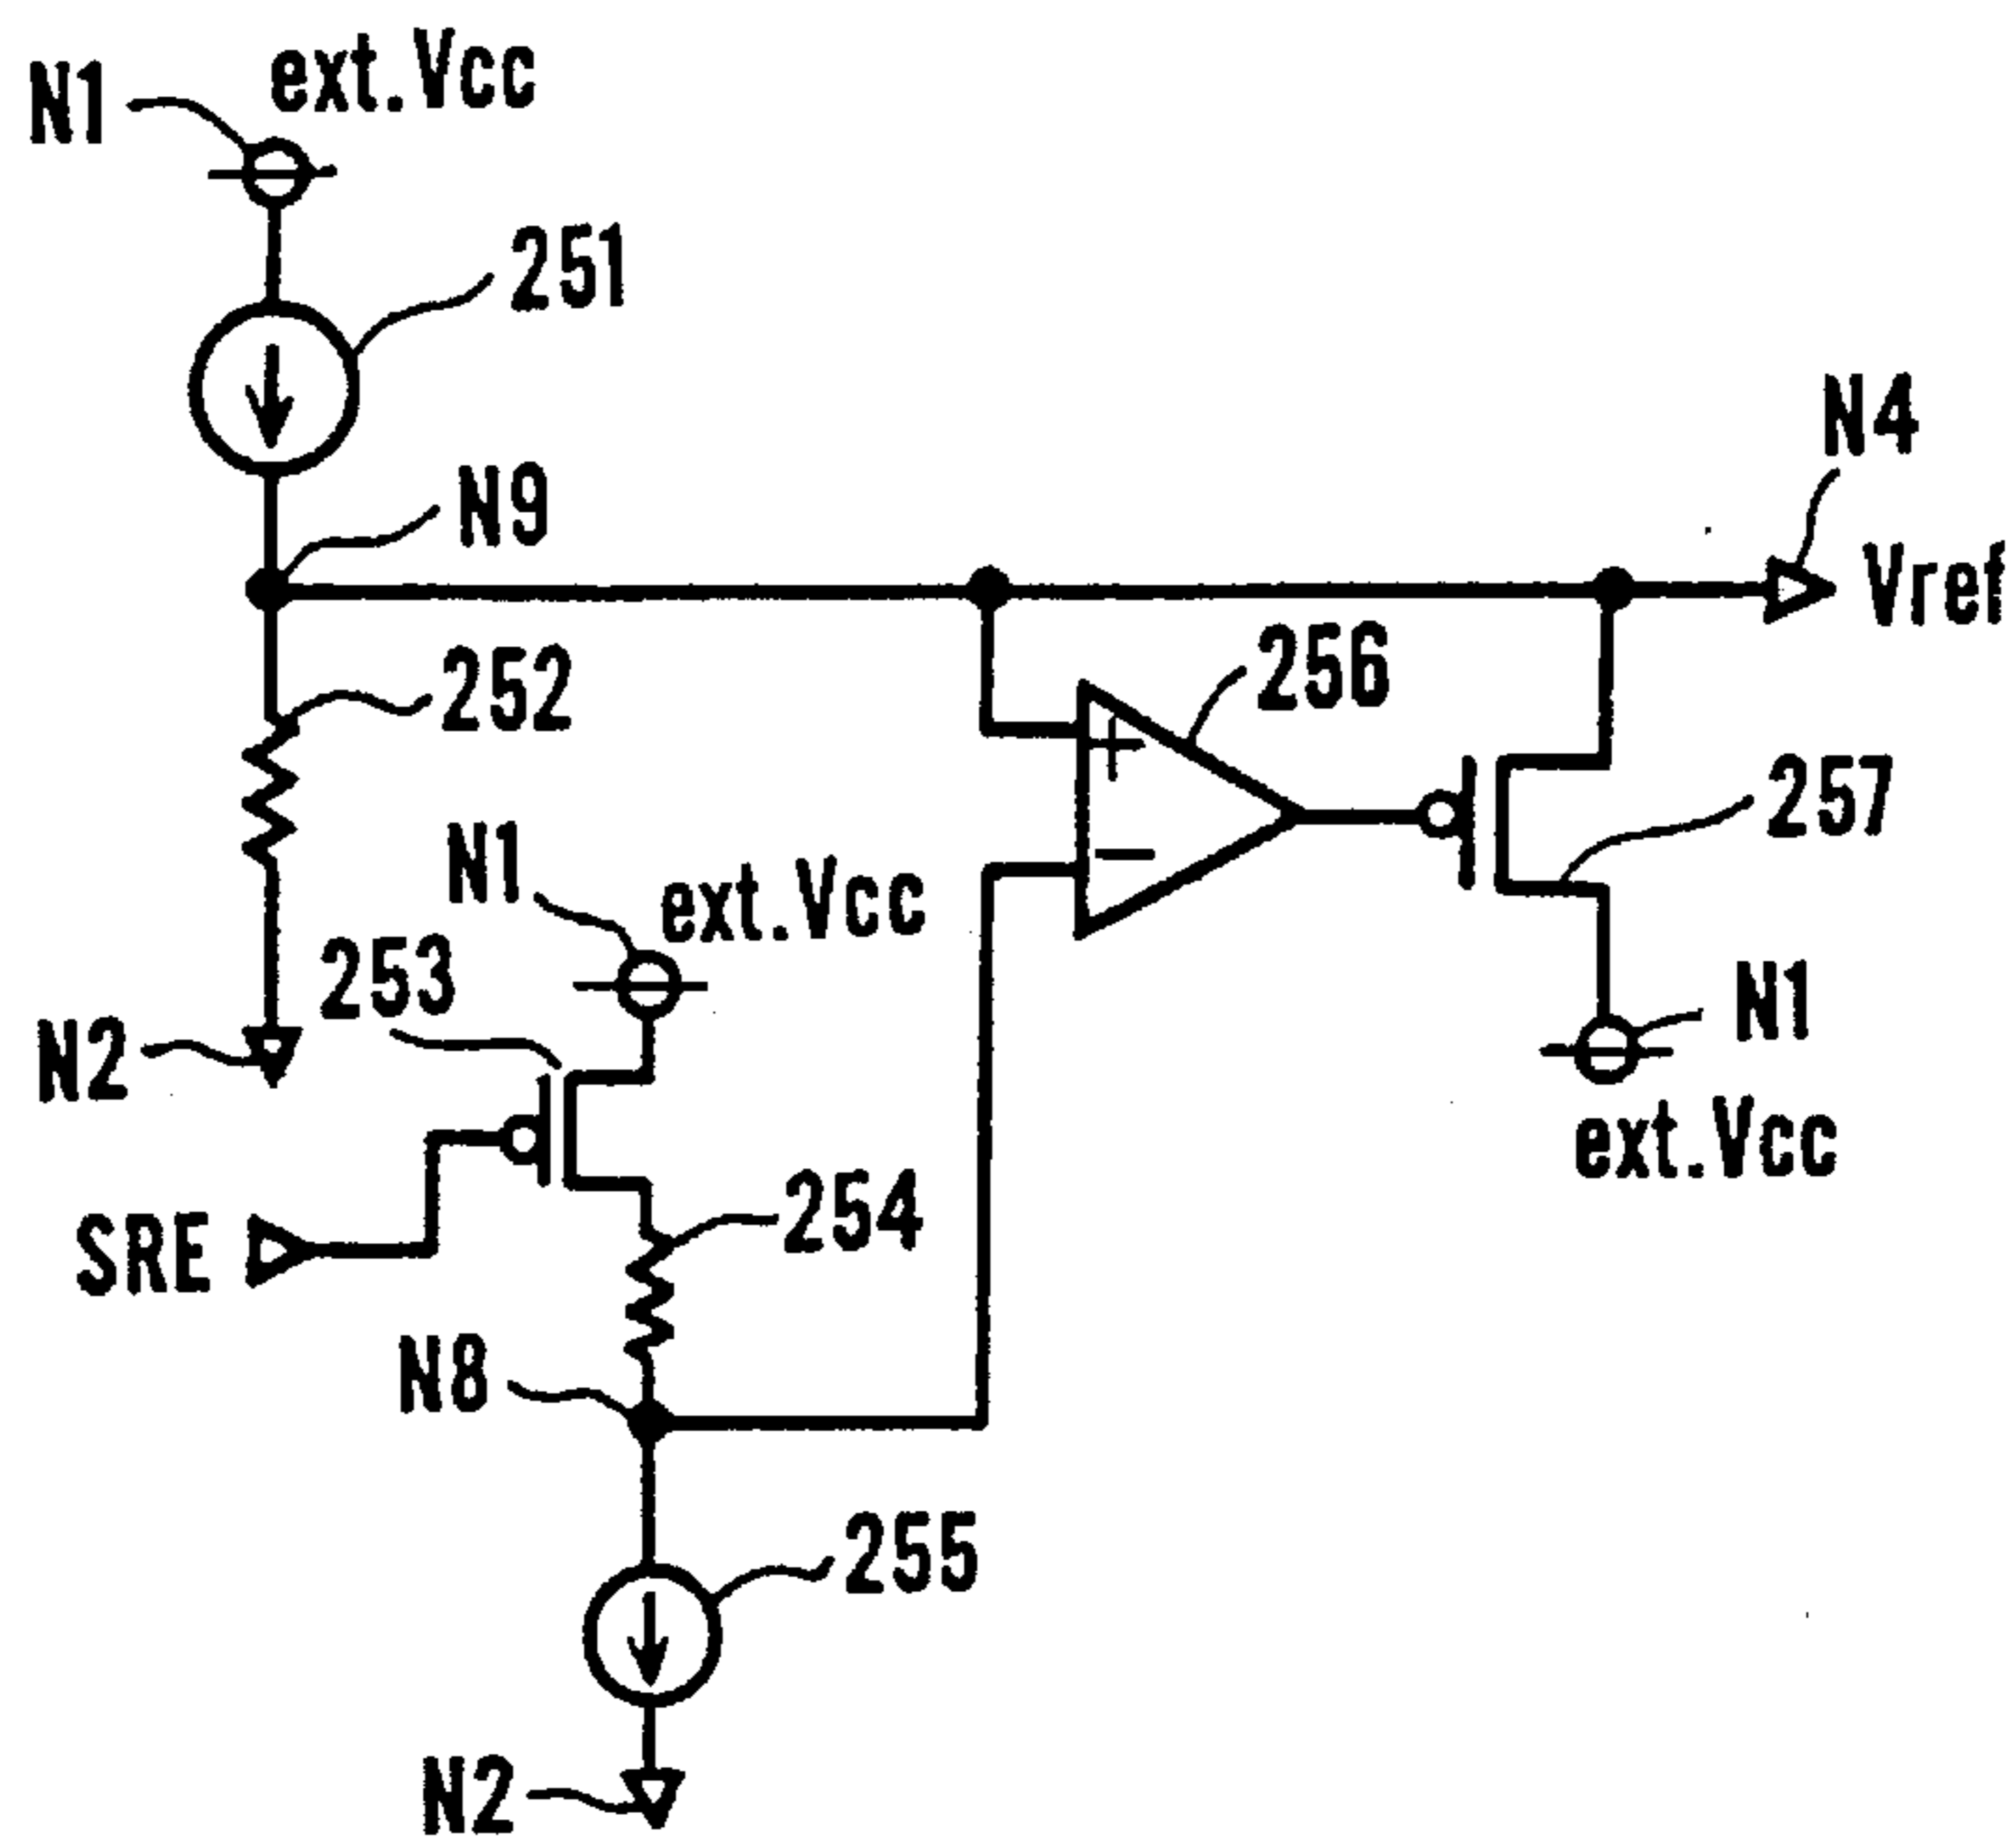 N1
ext.Vcc
251
N9
N4
Vref
252
256
257
+
−
N1
ext.Vcc
253
N2
N1
ext.Vcc
254
SRE
N8
255
N2